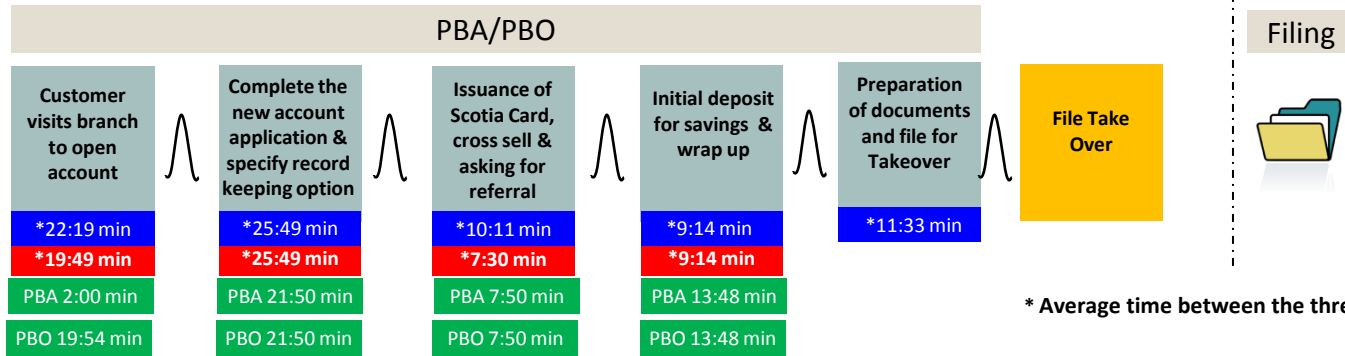 PBA/PBO
Filing
Customer
visits branch
to open
account
Complete the
new account
application &
specify record
keeping option
Issuance of
Scotia Card,
cross sell &
asking for
referral
Initial deposit
for savings &
wrap up
Preparation
of documents
and file for
Takeover
File Take
Over
*22:19 min
*25:49 min
*10:11 min
*9:14 min
*11:33 min
*19:49 min
*25:49 min
*7:30 min
*9:14 min
PBA 2:00 min
PBA 21:50 min
PBA 7:50 min
PBA 13:48 min
PBO 19:54 min
PBO 21:50 min
PBO 7:50 min
PBO 13:48 min
* Average time between the thre